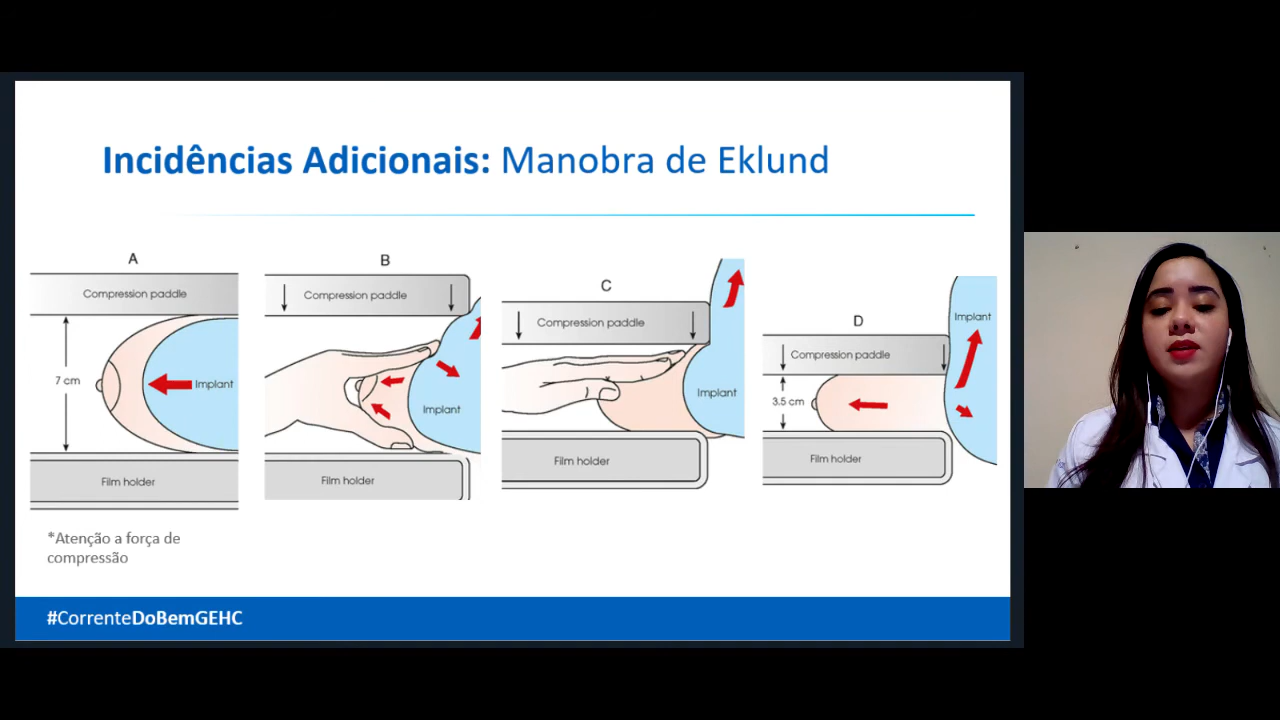 Incidências Adicionais: Manobra de Eklund
A
Compression paddle
7 cm
Implant
Film holder
B
Compression paddle
Implant
Film holder
C
Compression paddle
Implant
Film holder
D
Implant
Compression paddle
3.5 cm
Film holder
*Atenção a força de
compressão
#CorrenteDoBemGEHC